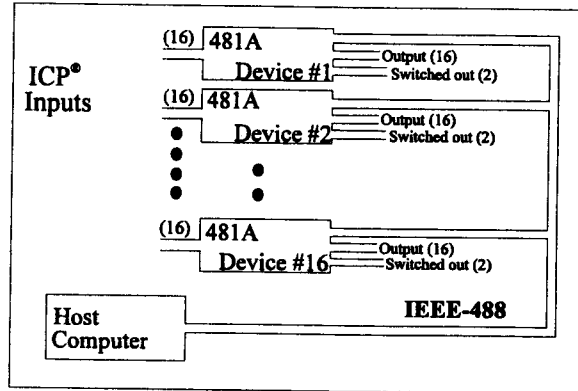 (16) 481A
Output (16)
Device #1 Switched out (2)
ICP®
Inputs
(16) 481A
Output (16)
Device #2 Switched out (2)
(16) 481A
Output (16)
Device #16 Switched out (2)
IEEE-488
Host
Computer